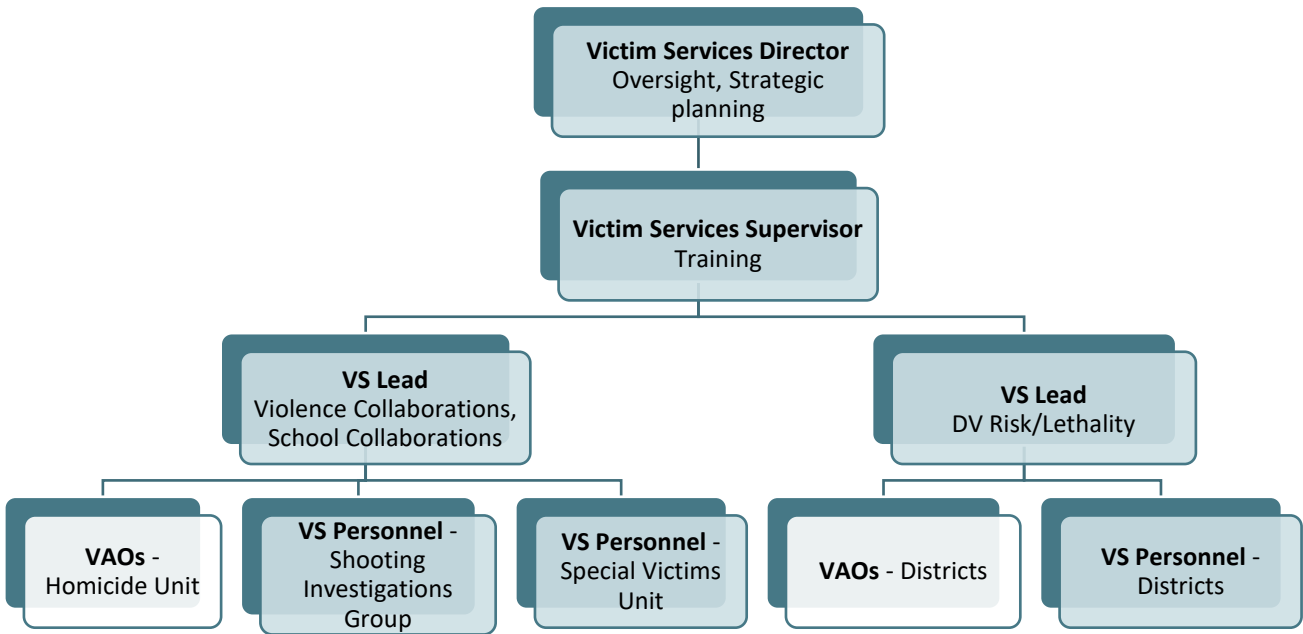 Victim Services Director
Oversight, Strategic
planning
Victim Services Supervisor
Training
VS Lead
Violence Collaborations,
School Collaborations
VS Lead
DV Risk/Lethality
VAOs -
Homicide Unit
VS Personnel -
Shooting
Investigations
Group
VS Personnel -
Special Victims
Unit
VAOs - Districts
VS Personnel -
Districts